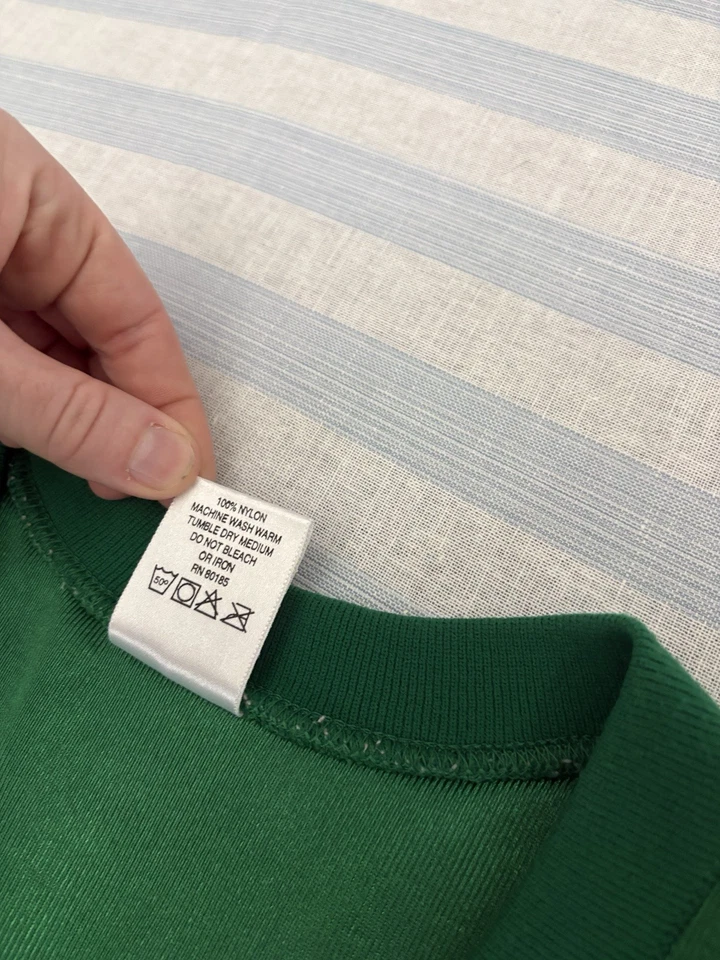 100% NYLON
MACHINE WASH WARM
TUMBLE DRY MEDIUM
DO NOT BLEACH
OR IRON
RN 80185
50°